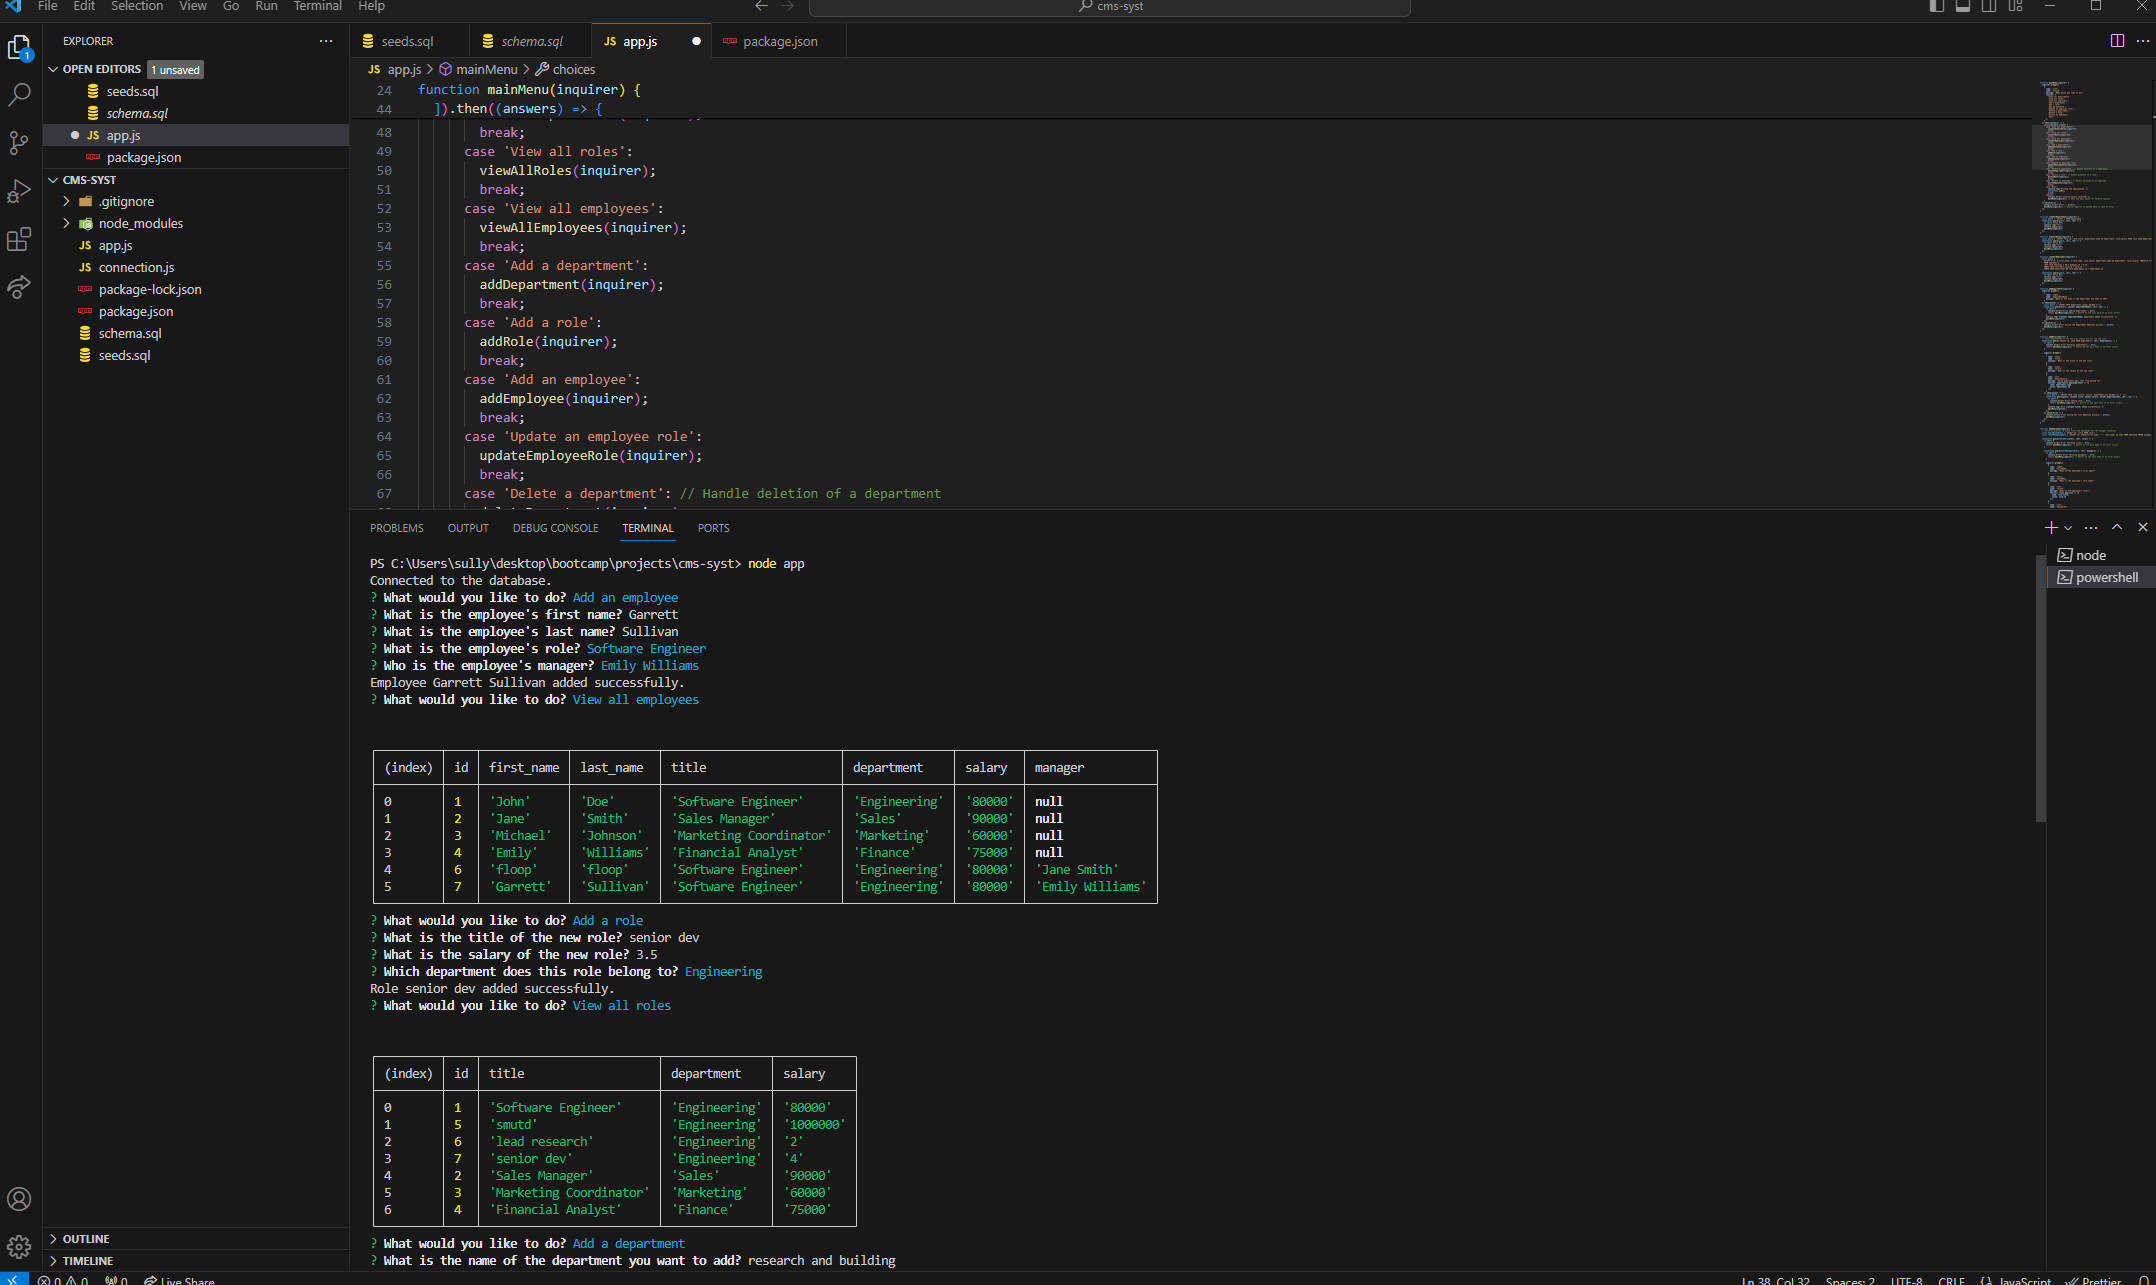 File Edit Selection View Go Run Terminal Help
cms-syst
EXPLORER
OPEN EDITORS 1 unsaved
seeds.sql
schema.sql
JS app.js
package.json
CMS-SYST
.gitignore
node_modules
JS app.js
JS connection.js
package-lock.json
package.json
schema.sql
seeds.sql
OUTLINE
TIMELINE
seeds.sql schema.sql JS app.js package.json
JS app.js > mainMenu > choices
24 function mainMenu(inquirer) {
44 ]).then((answers) => {
48 break;
49 case 'View all roles':
50 viewAllRoles(inquirer);
51 break;
52 case 'View all employees':
53 viewAllEmployees(inquirer);
54 break;
55 case 'Add a department':
56 addDepartment(inquirer);
57 break;
58 case 'Add a role':
59 addRole(inquirer);
60 break;
61 case 'Add an employee':
62 addEmployee(inquirer);
63 break;
64 case 'Update an employee role':
65 updateEmployeeRole(inquirer);
66 break;
67 case 'Delete a department': // Handle deletion of a department
PROBLEMS OUTPUT DEBUG CONSOLE TERMINAL PORTS
node
powershell
PS C:\Users\sully\desktop\bootcamp\projects\cms-syst> node app
Connected to the database.
? What would you like to do? Add an employee
? What is the employee's first name? Garrett
? What is the employee's last name? Sullivan
? What is the employee's role? Software Engineer
? Who is the employee's manager? Emily Williams
Employee Garrett Sullivan added successfully.
? What would you like to do? View all employees
(index) id first_name last_name title department salary manager
0 1 'John' 'Doe' 'Software Engineer' 'Engineering' '80000' null
1 2 'Jane' 'Smith' 'Sales Manager' 'Sales' '90000' null
2 3 'Michael' 'Johnson' 'Marketing Coordinator' 'Marketing' '60000' null
3 4 'Emily' 'Williams' 'Financial Analyst' 'Finance' '75000' null
4 6 'floop' 'floop' 'Software Engineer' 'Engineering' '80000' 'Jane Smith'
5 7 'Garrett' 'Sullivan' 'Software Engineer' 'Engineering' '80000' 'Emily Williams'
? What would you like to do? Add a role
? What is the title of the new role? senior dev
? What is the salary of the new role? 3.5
? Which department does this role belong to? Engineering
Role senior dev added successfully.
? What would you like to do? View all roles
(index) id title department salary
0 1 'Software Engineer' 'Engineering' '80000'
1 5 'smutd' 'Engineering' '1000000'
2 6 'lead research' 'Engineering' '2'
3 7 'senior dev' 'Engineering' '4'
4 2 'Sales Manager' 'Sales' '90000'
5 3 'Marketing Coordinator' 'Marketing' '60000'
6 4 'Financial Analyst' 'Finance' '75000'
? What would you like to do? Add a department
? What is the name of the department you want to add? research and building
0 0 0 Live Share Ln 38, Col 32 Spaces: 2 UTF-8 CRLF {} JavaScript Prettier